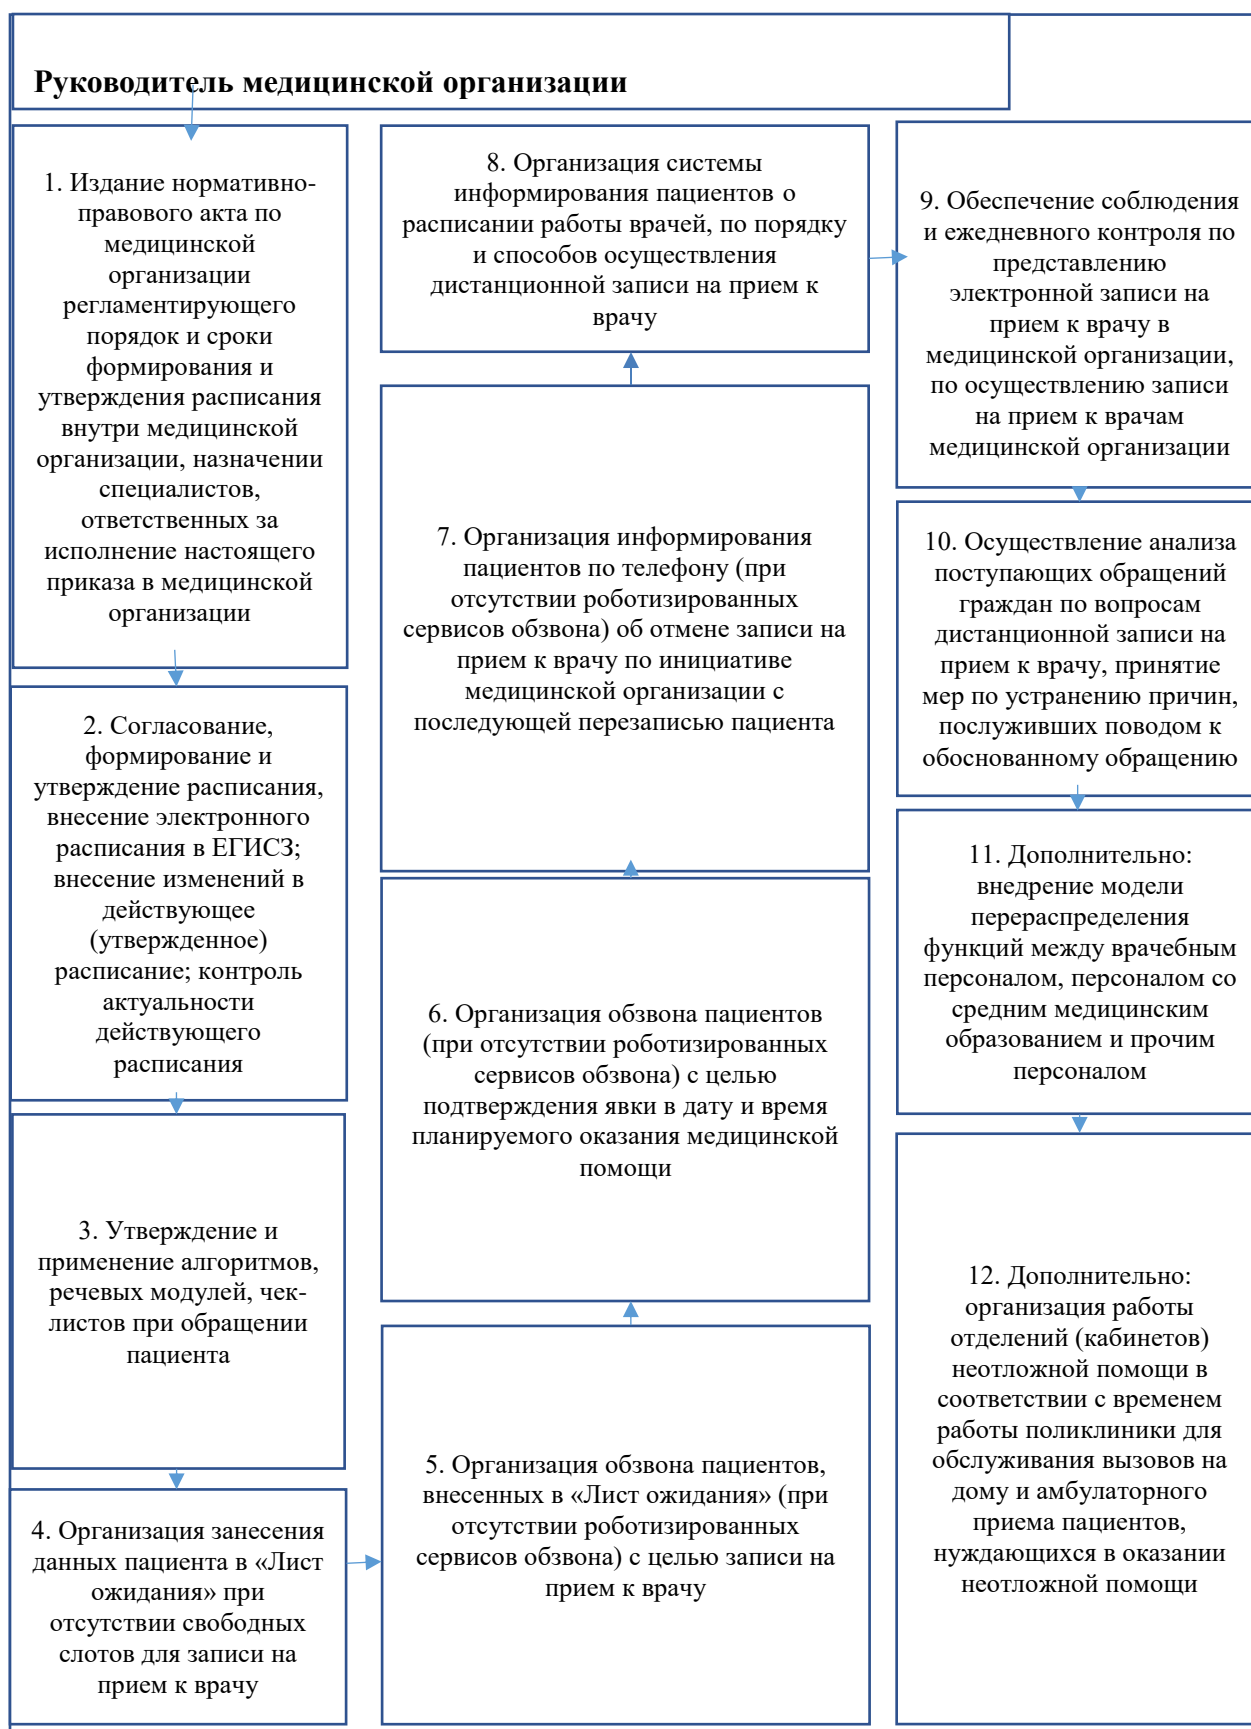 Руководитель медицинской организации
1. Издание нормативно-
правового акта по
медицинской
организации
регламентирующего
порядок и сроки
формирования и
утверждения расписания
внутри медицинской
организации, назначении
специалистов,
ответственных за
исполнение настоящего
приказа в медицинской
организации
2. Согласование,
формирование и
утверждение расписания,
внесение электронного
расписания в ЕГИСЗ;
внесение изменений в
действующее
(утвержденное)
расписание; контроль
актуальности
действующего
расписания
3. Утверждение и
применение алгоритмов,
речевых модулей, чек-
листов при обращении
пациента
4. Организация занесения
данных пациента в «Лист
ожидания» при
отсутствии свободных
слотов для записи на
прием к врачу
5. Организация обзвона пациентов,
внесенных в «Лист ожидания» (при
отсутствии роботизированных
сервисов обзвона) с целью записи на
прием к врачу
6. Организация обзвона пациентов
(при отсутствии роботизированных
сервисов обзвона) с целью
подтверждения явки в дату и время
планируемого оказания медицинской
помощи
7. Организация информирования
пациентов по телефону (при
отсутствии роботизированных
сервисов обзвона) об отмене записи на
прием к врачу по инициативе
медицинской организации с
последующей перезаписью пациента
8. Организация системы
информирования пациентов о
расписании работы врачей, по порядку
и способов осуществления
дистанционной записи на прием к
врачу
9. Обеспечение соблюдения
и ежедневного контроля по
представлению
электронной записи на
прием к врачу в
медицинской организации,
по осуществлению записи
на прием к врачам
медицинской организации
10. Осуществление анализа
поступающих обращений
граждан по вопросам
дистанционной записи на
прием к врачу, принятие
мер по устранению причин,
послуживших поводом к
обоснованному обращению
11. Дополнительно:
внедрение модели
перераспределения
функций между врачебным
персоналом, персоналом со
средним медицинским
образованием и прочим
персоналом
12. Дополнительно:
организация работы
отделений (кабинетов)
неотложной помощи в
соответствии с временем
работы поликлиники для
обслуживания вызовов на
дому и амбулаторного
приема пациентов,
нуждающихся в оказании
неотложной помощи